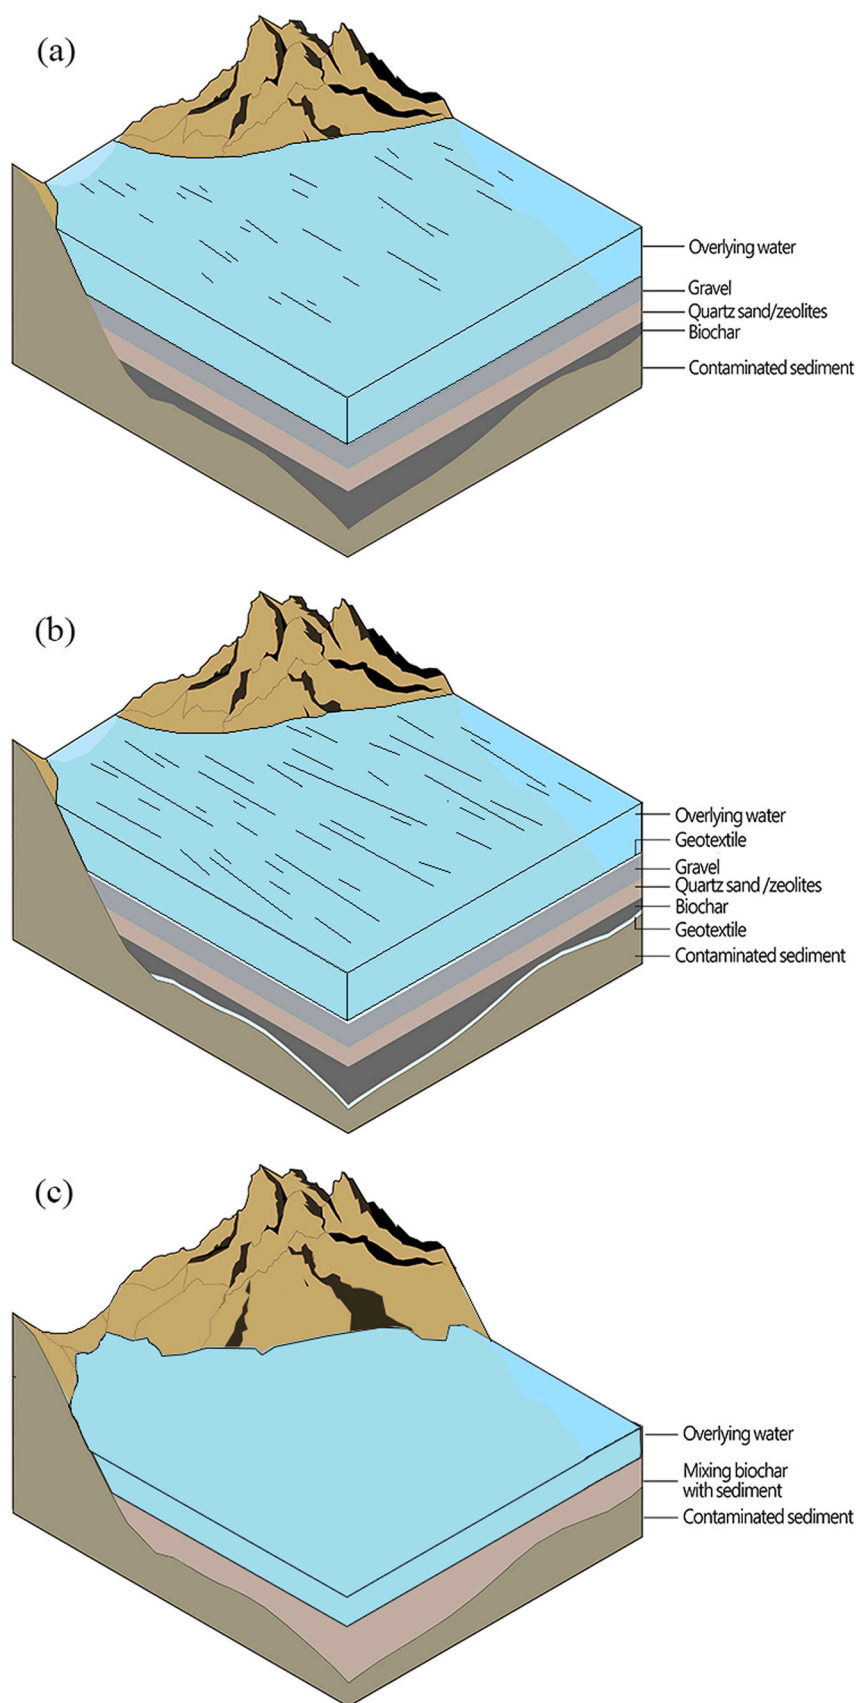 (a)
Overlying water
Gravel
Quartz sand/zeolites
Biochar
Contaminated sediment
(b)
Overlying water
Geotextile
Gravel
Quartz sand /zeolites
Biochar
Geotextile
Contaminated sediment
(c)
Overlying water
Mixing biochar
with sediment
Contaminated sediment